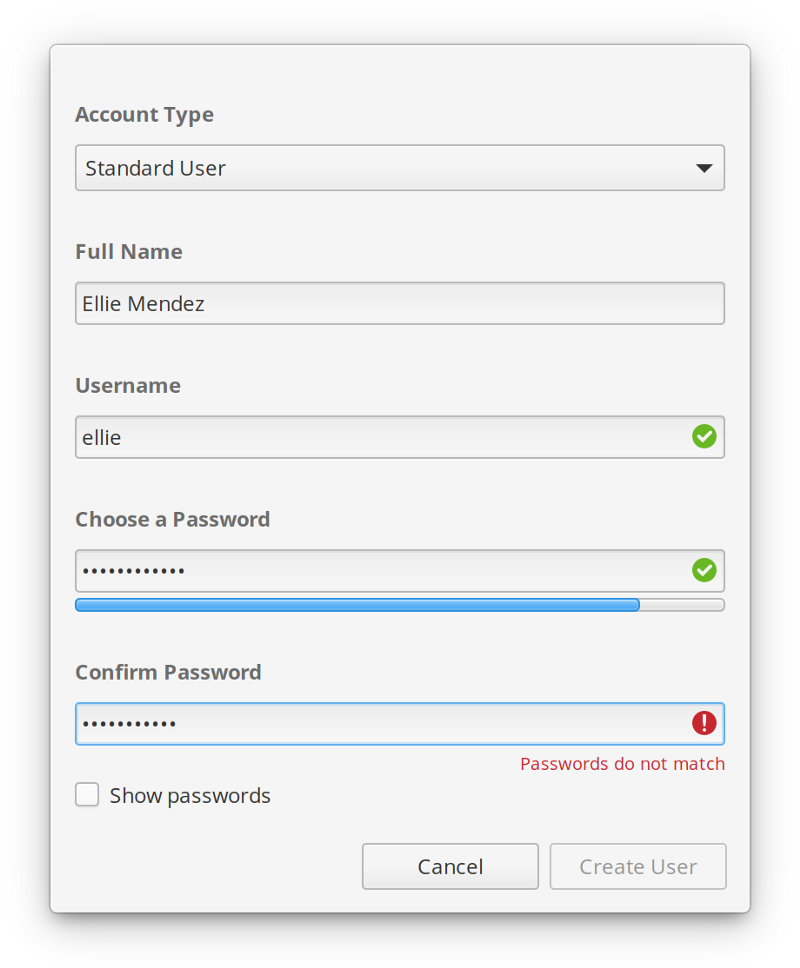 Account Type
Standard User
Full Name
Ellie Mendez
Username
ellie
Choose a Password
••••••••••••
Confirm Password
•••••••••••
Passwords do not match
Show passwords
Cancel
Create User